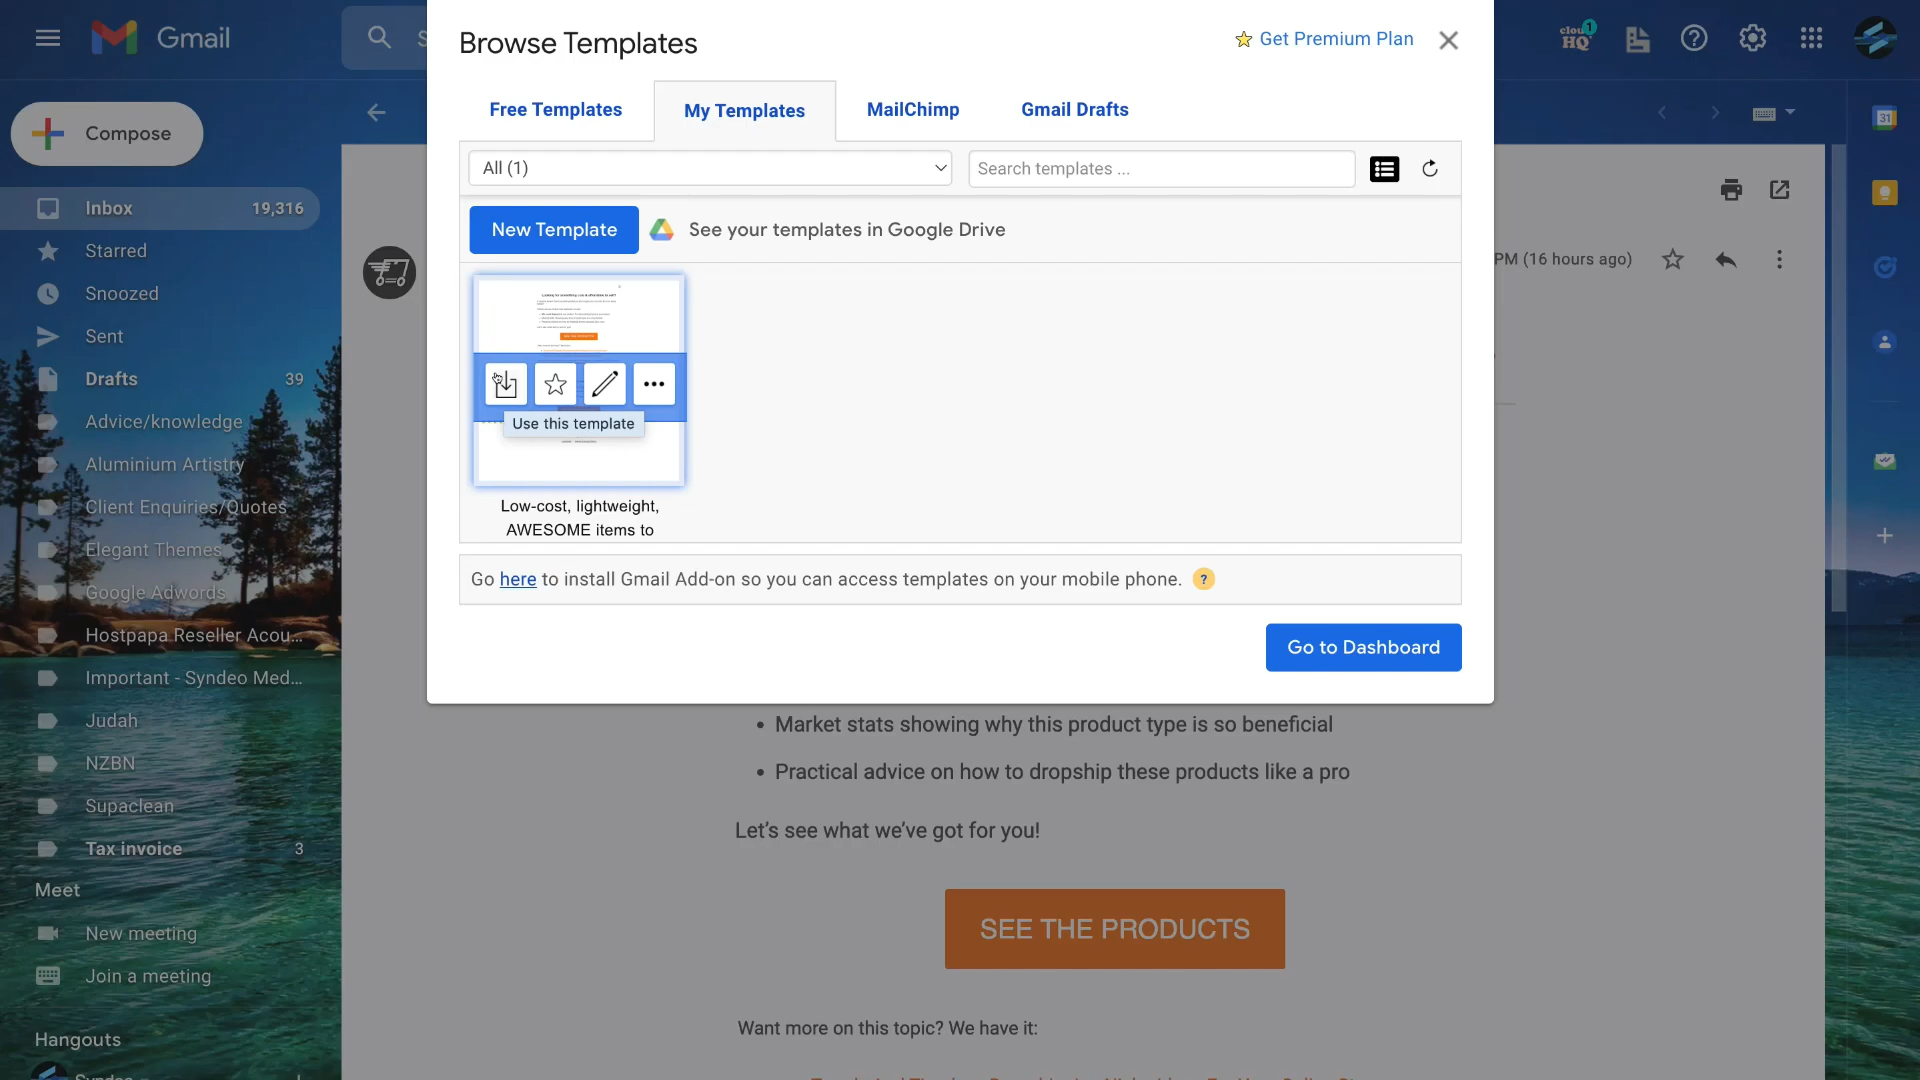 Gmail
Browse Templates
Get Premium Plan
cloud
HQ
1
Compose
Free Templates
My Templates
MailChimp
Gmail Drafts
All (1)
Search templates ...
31
Inbox
19,316
New Template
See your templates in Google Drive
Starred
PM (16 hours ago)
Snoozed
Sent
Drafts
39
Use this template
Advice/knowledge
Aluminium Artistry
Client Enquiries/Quotes
Low-cost, lightweight,
AWESOME items to
Elegant Themes
Go here to install Gmail Add-on so you can access templates on your mobile phone. ?
Google Adwords
Hostpapa Reseller Acou...
Go to Dashboard
Important - Syndeo Med...
Judah
• Market stats showing why this product type is so beneficial
NZBN
• Practical advice on how to dropship these products like a pro
Supaclean
Let's see what we've got for you!
Tax invoice
3
Meet
New meeting
SEE THE PRODUCTS
Join a meeting
Want more on this topic? We have it:
Hangouts